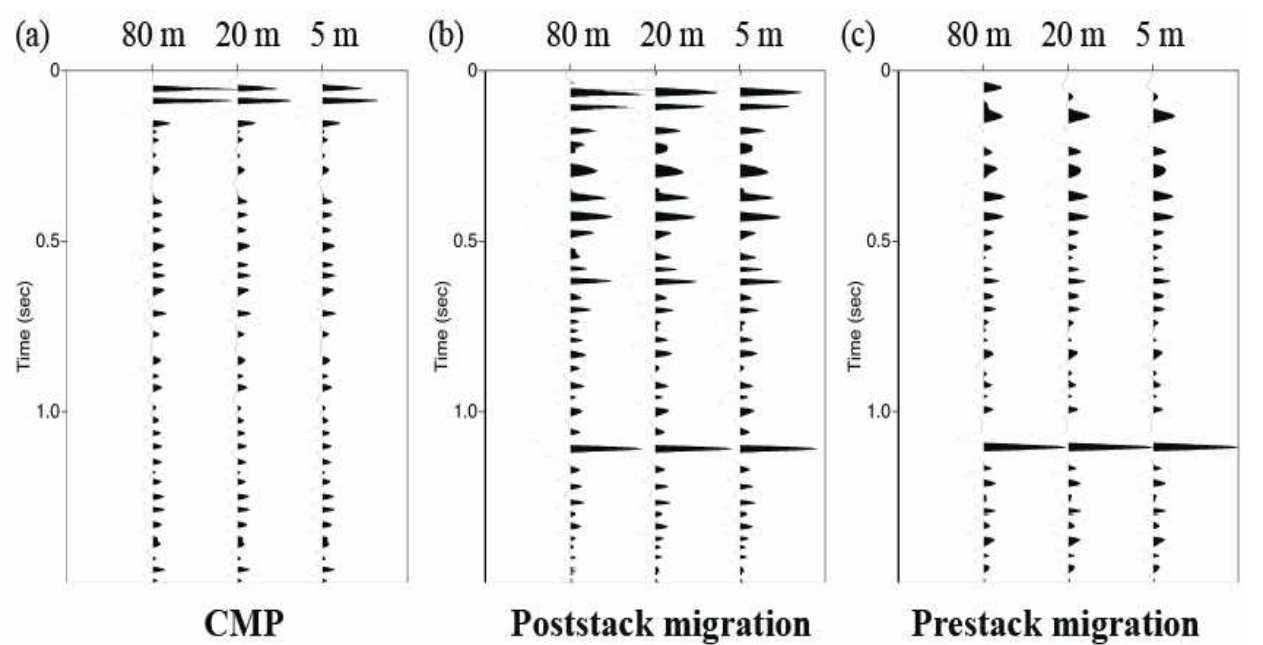 (a) 80 m 20 m 5 m
0
0.5
1.0
Time (sec)
CMP
(b) 80 m 20 m 5 m
0
0.5
1.0
Time (sec)
Poststack migration
(c) 80 m 20 m 5 m
0
0.5
1.0
Time (sec)
Prestack migration